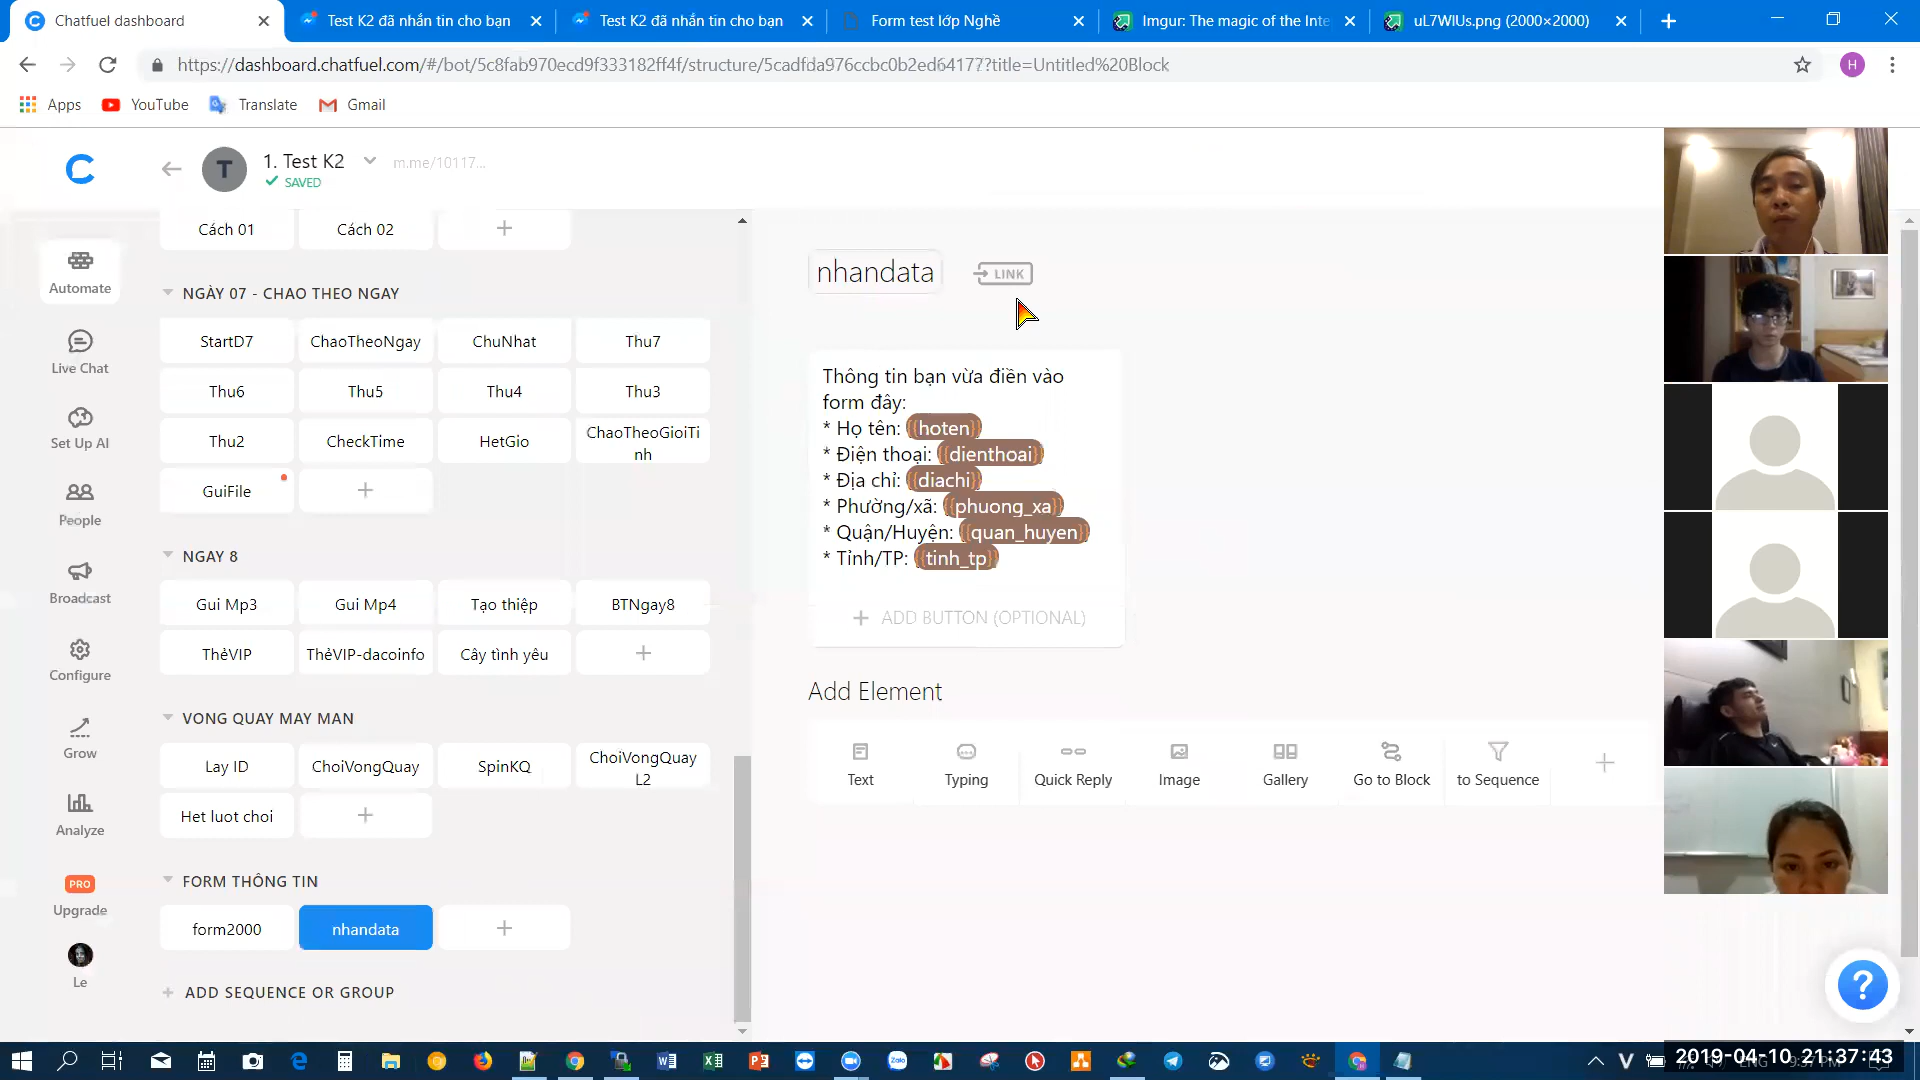 Chatfuel dashboard
Test K2 đã nhắn tin cho bạn
Test K2 đã nhắn tin cho bạn
Form test lớp Nghề
Imgur: The magic of the Inte
uL7WIUs.png (2000×2000)
https://dashboard.chatfuel.com/#/bot/5c8fab970ecd9f333182ff4f/structure/5cadfda976ccbc0b2ed64177?title=Untitled%20Block
H
Apps
YouTube
Translate
Gmail
T
1. Test K2
m.me/10117...
SAVED
Automate
Live Chat
Set Up AI
People
Broadcast
Configure
Grow
Analyze
PRO
Upgrade
Le
Cách 01
Cách 02
NGÀY 07 - CHAO THEO NGAY
StartD7
ChaoTheoNgay
ChuNhat
Thu7
Thu6
Thu5
Thu4
Thu3
Thu2
CheckTime
HetGio
ChaoTheoGioiTi
nh
GuiFile
NGAY 8
Gui Mp3
Gui Mp4
Tạo thiệp
BTNgay8
ThẻVIP
ThẻVIP-dacoinfo
Cây tình yêu
VONG QUAY MAY MAN
Lay ID
ChoiVongQuay
SpinKQ
ChoiVongQuay
L2
Het luot choi
FORM THÔNG TIN
form2000
nhandata
ADD SEQUENCE OR GROUP
nhandata
LINK
Thông tin bạn vừa điền vào
form đây:
* Họ tên: {{hoten}}
* Điện thoại: {{dienthoai}}
* Địa chỉ: {{diachi}}
* Phường/xã: {{phuong_xa}}
* Quận/Huyện: {{quan_huyen}}
* Tỉnh/TP: {{tinh_tp}}
ADD BUTTON (OPTIONAL)
Add Element
Text
Typing
Quick Reply
Image
Gallery
Go to Block
to Sequence
?
2019-04-10 21:37:43